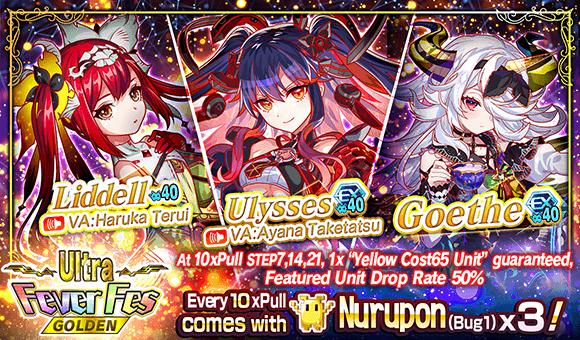 Liddell 40
VA:Haruka Terui
Ulysses EX 40
VA:Ayana Taketatsu
Goethe EX 40
At 10xPull STEP7,14,21, 1x “Yellow Cost65 Unit” guaranteed,
Featured Unit Drop Rate 50%
Ultra
Fever Fes
GOLDEN
Every 10xPull
comes with Nurupon(Bug1)x3!